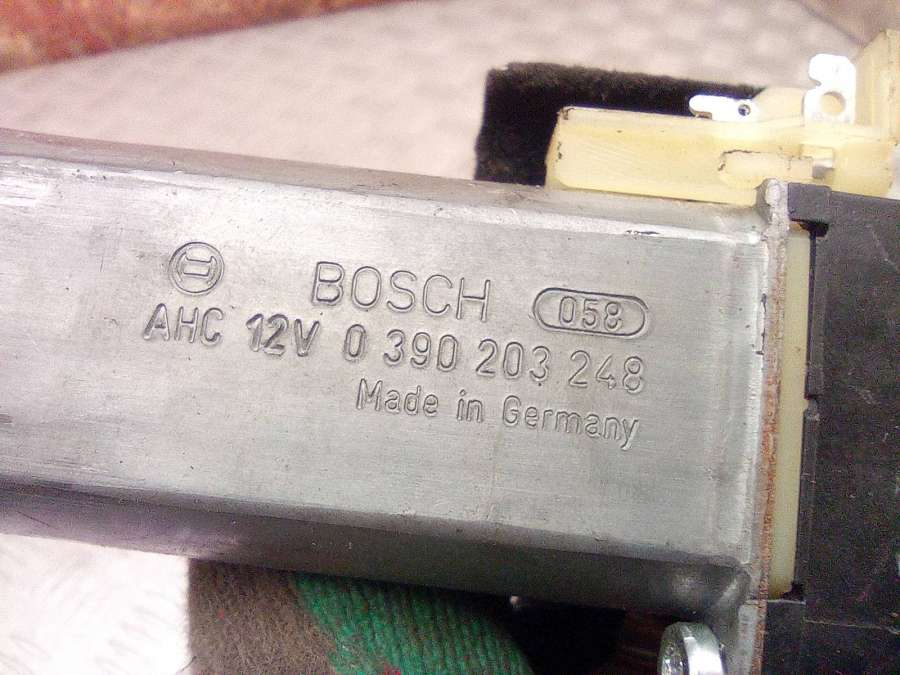 BOSCH 058
AHC 12V 0 390 203 248
Made in Germany